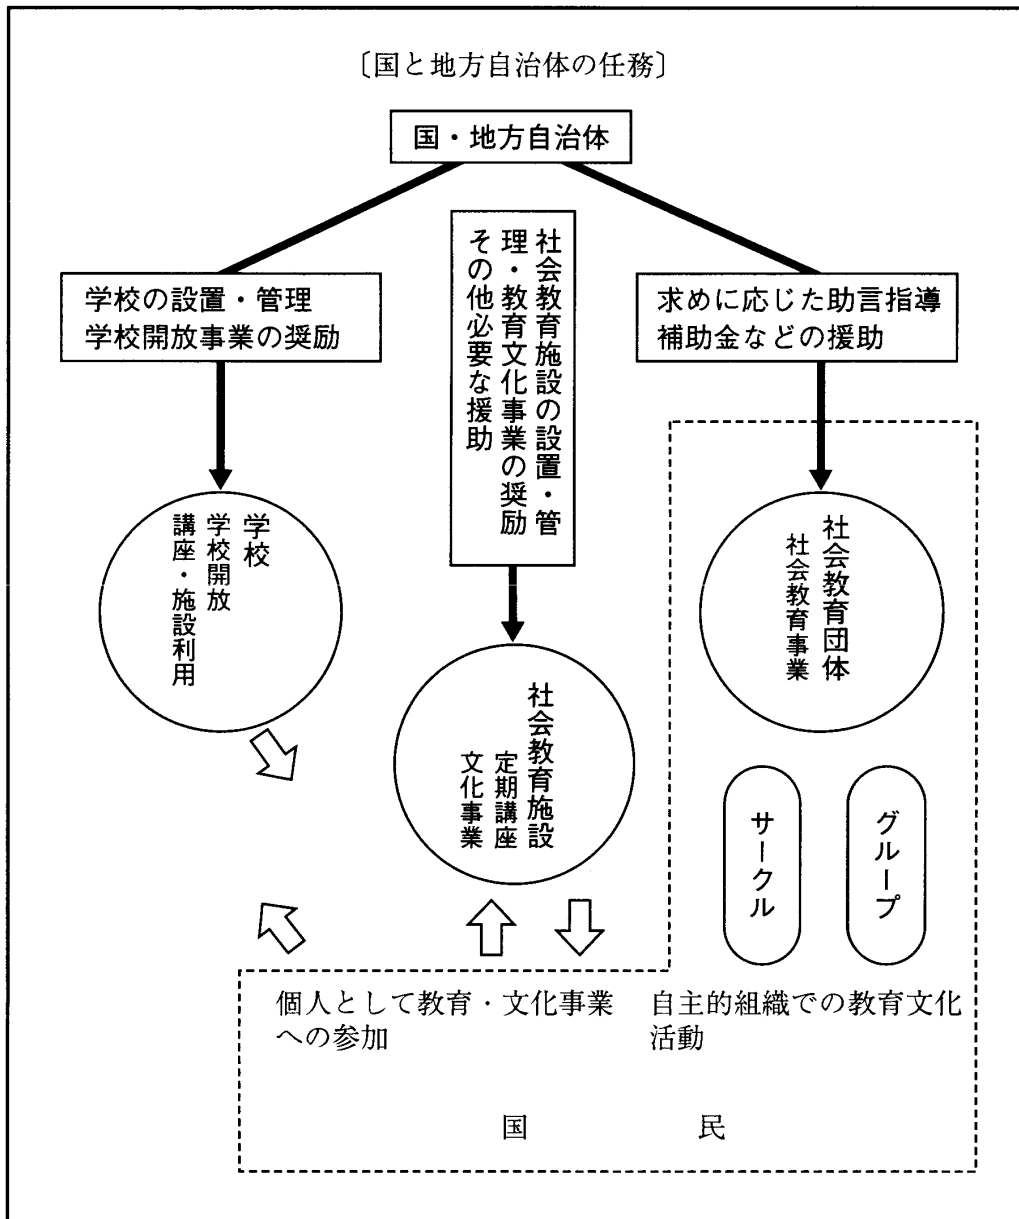 〔国と地方自治体の任務〕
国・地方自治体
学校の設置・管理
学校開放事業の奨励
社会教育施設の設置・管
理・教育文化事業の奨励
その他必要な援助
求めに応じた助言指導
補助金などの援助
学校
学校開放
講座・施設利用
社会教育施設
定期講座
文化事業
社会教育団体
社会教育事業
サークル
グループ
個人として教育・文化事業
への参加
自主的組織での教育文化
活動
国民